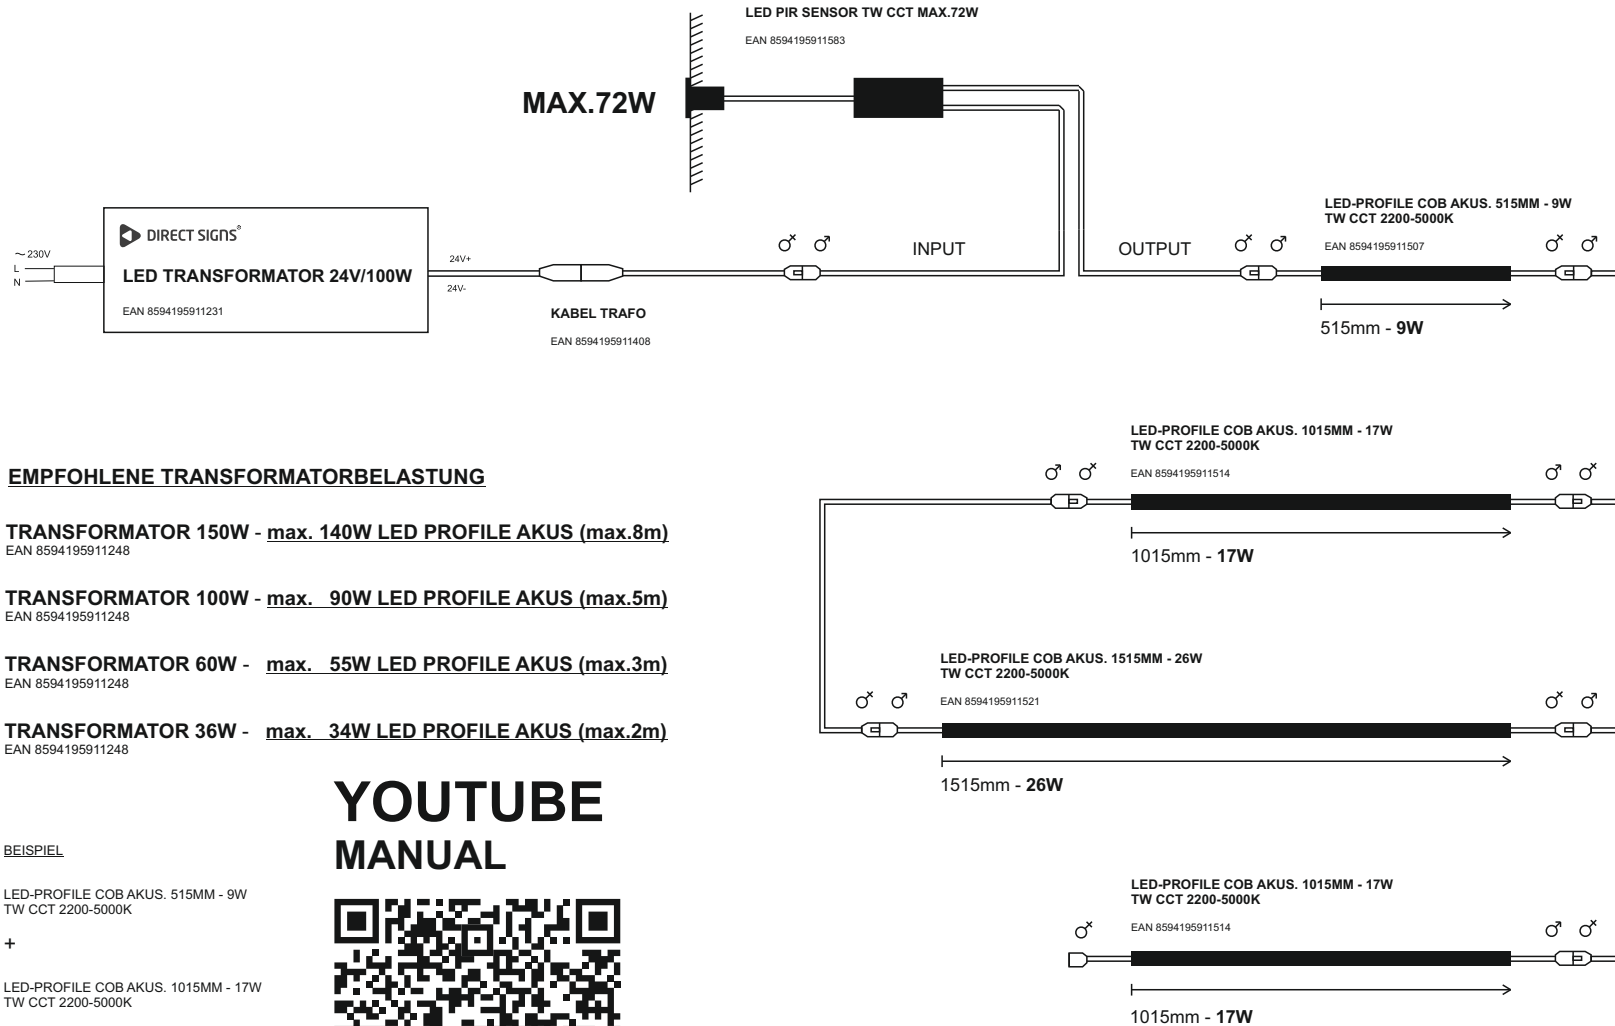 LED PIR SENSOR TW CCT MAX.72W
EAN 8594195911583
MAX.72W
~ 230V
L
N
DIRECT SIGNS®
LED TRANSFORMATOR 24V/100W
EAN 8594195911231
24V+
24V-
KABEL TRAFO
EAN 8594195911408
INPUT
OUTPUT
LED-PROFILE COB AKUS. 515MM - 9W
TW CCT 2200-5000K
EAN 8594195911507
515mm - 9W
LED-PROFILE COB AKUS. 1015MM - 17W
TW CCT 2200-5000K
EAN 8594195911514
1015mm - 17W
EMPFOHLENE TRANSFORMATORBELASTUNG
TRANSFORMATOR 150W - max. 140W LED PROFILE AKUS (max.8m)
EAN 8594195911248
TRANSFORMATOR 100W - max. 90W LED PROFILE AKUS (max.5m)
EAN 8594195911248
TRANSFORMATOR 60W - max. 55W LED PROFILE AKUS (max.3m)
EAN 8594195911248
TRANSFORMATOR 36W - max. 34W LED PROFILE AKUS (max.2m)
EAN 8594195911248
LED-PROFILE COB AKUS. 1515MM - 26W
TW CCT 2200-5000K
EAN 8594195911521
1515mm - 26W
YOUTUBE
MANUAL
BEISPIEL
LED-PROFILE COB AKUS. 515MM - 9W
TW CCT 2200-5000K
+
LED-PROFILE COB AKUS. 1015MM - 17W
TW CCT 2200-5000K
LED-PROFILE COB AKUS. 1015MM - 17W
TW CCT 2200-5000K
EAN 8594195911514
1015mm - 17W